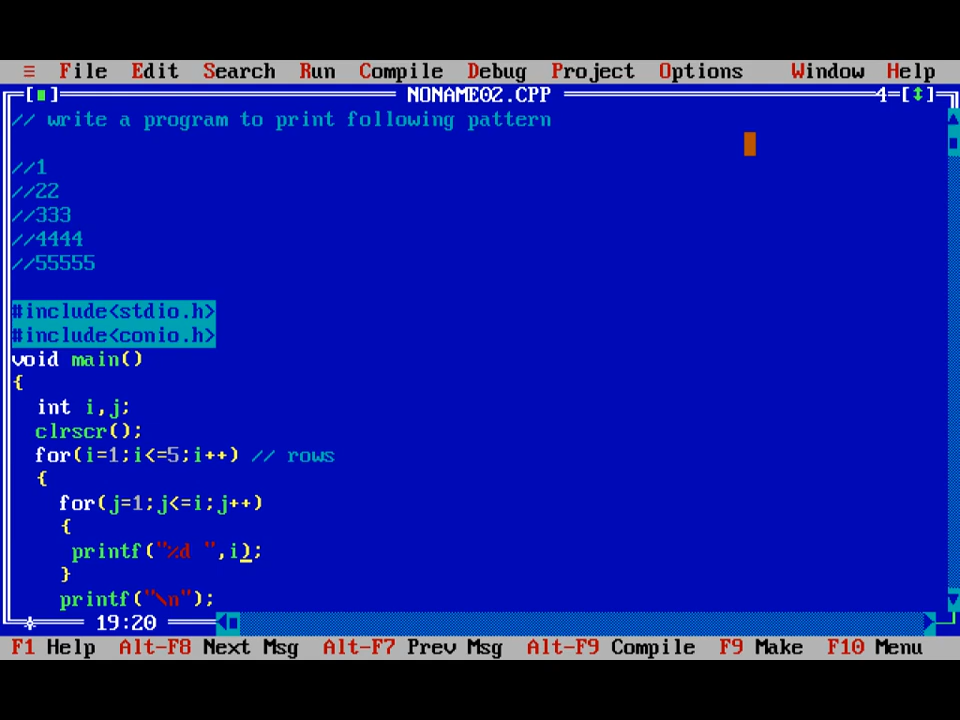 ≡ File Edit Search Run Compile Debug Project Options Window Help
[■] NONAME02.CPP 4=[↕]
// write a program to print following pattern
//1
//22
//333
//4444
//55555
#include<stdio.h>
#include<conio.h>
void main()
{
int i,j;
clrscr();
for(i=1;i<=5;i++) // rows
{
for(j=1;j<=i;j++)
{
printf("%d ",i);
}
printf("\n");
19:20
F1 Help Alt-F8 Next Msg Alt-F7 Prev Msg Alt-F9 Compile F9 Make F10 Menu